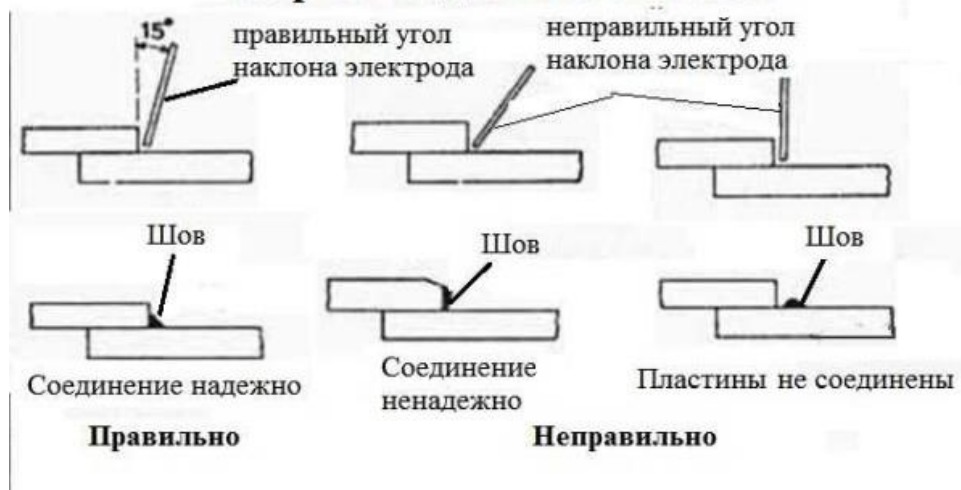 15°
правильный угол
наклона электрода
неправильный угол
наклона электрода
Шов
Шов
Шов
Соединение надежно
Соединение
ненадежно
Пластины не соединены
Правильно
Неправильно